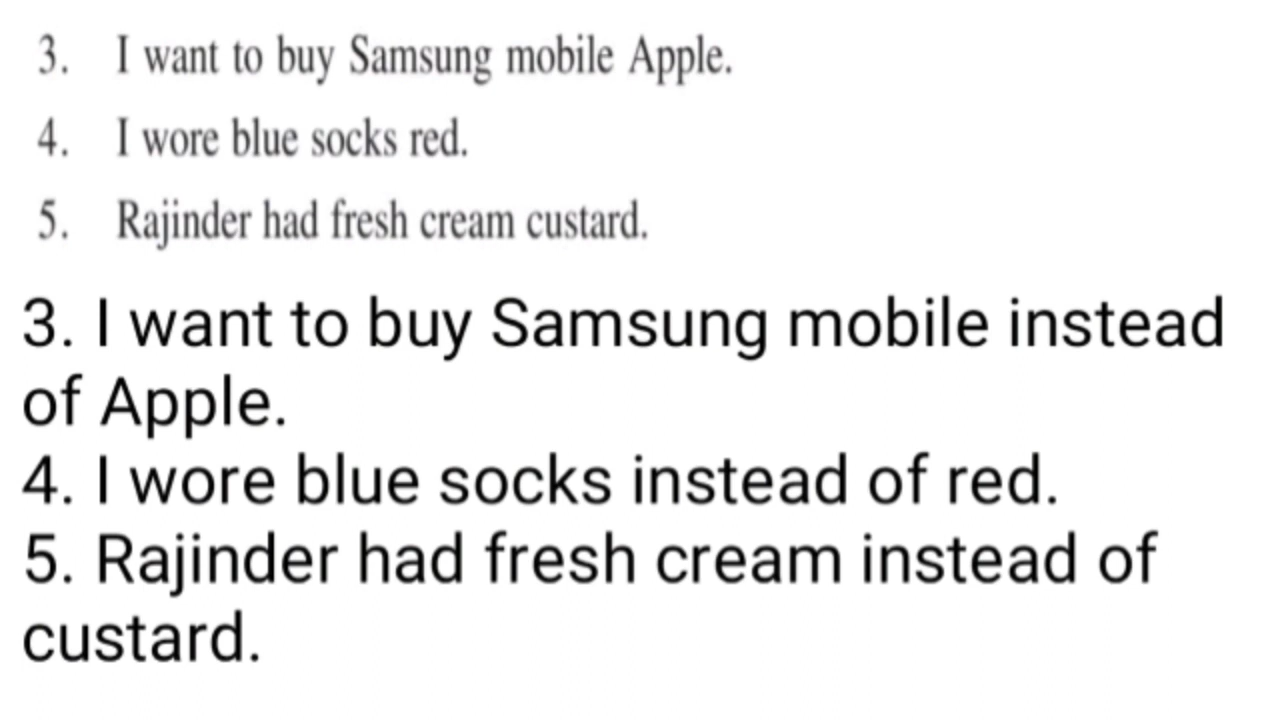 3. I want to buy Samsung mobile Apple.
4. I wore blue socks red.
5. Rajinder had fresh cream custard.
3. I want to buy Samsung mobile instead
of Apple.
4. I wore blue socks instead of red.
5. Rajinder had fresh cream instead of
custard.